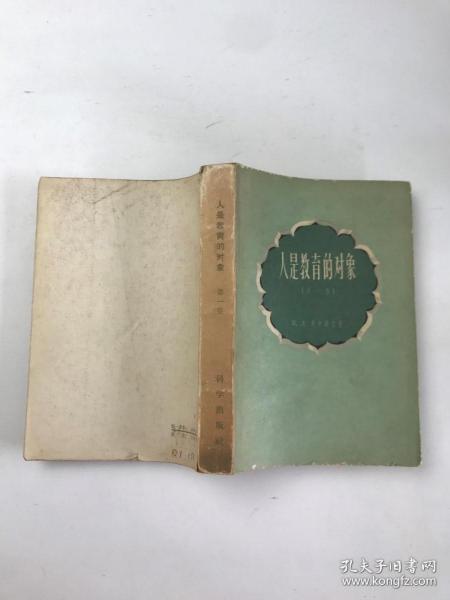 人是教育的对象
第一卷
科学出版社
人是教育的对象
(第一卷)
孔夫子旧书网
www.kongfz.com